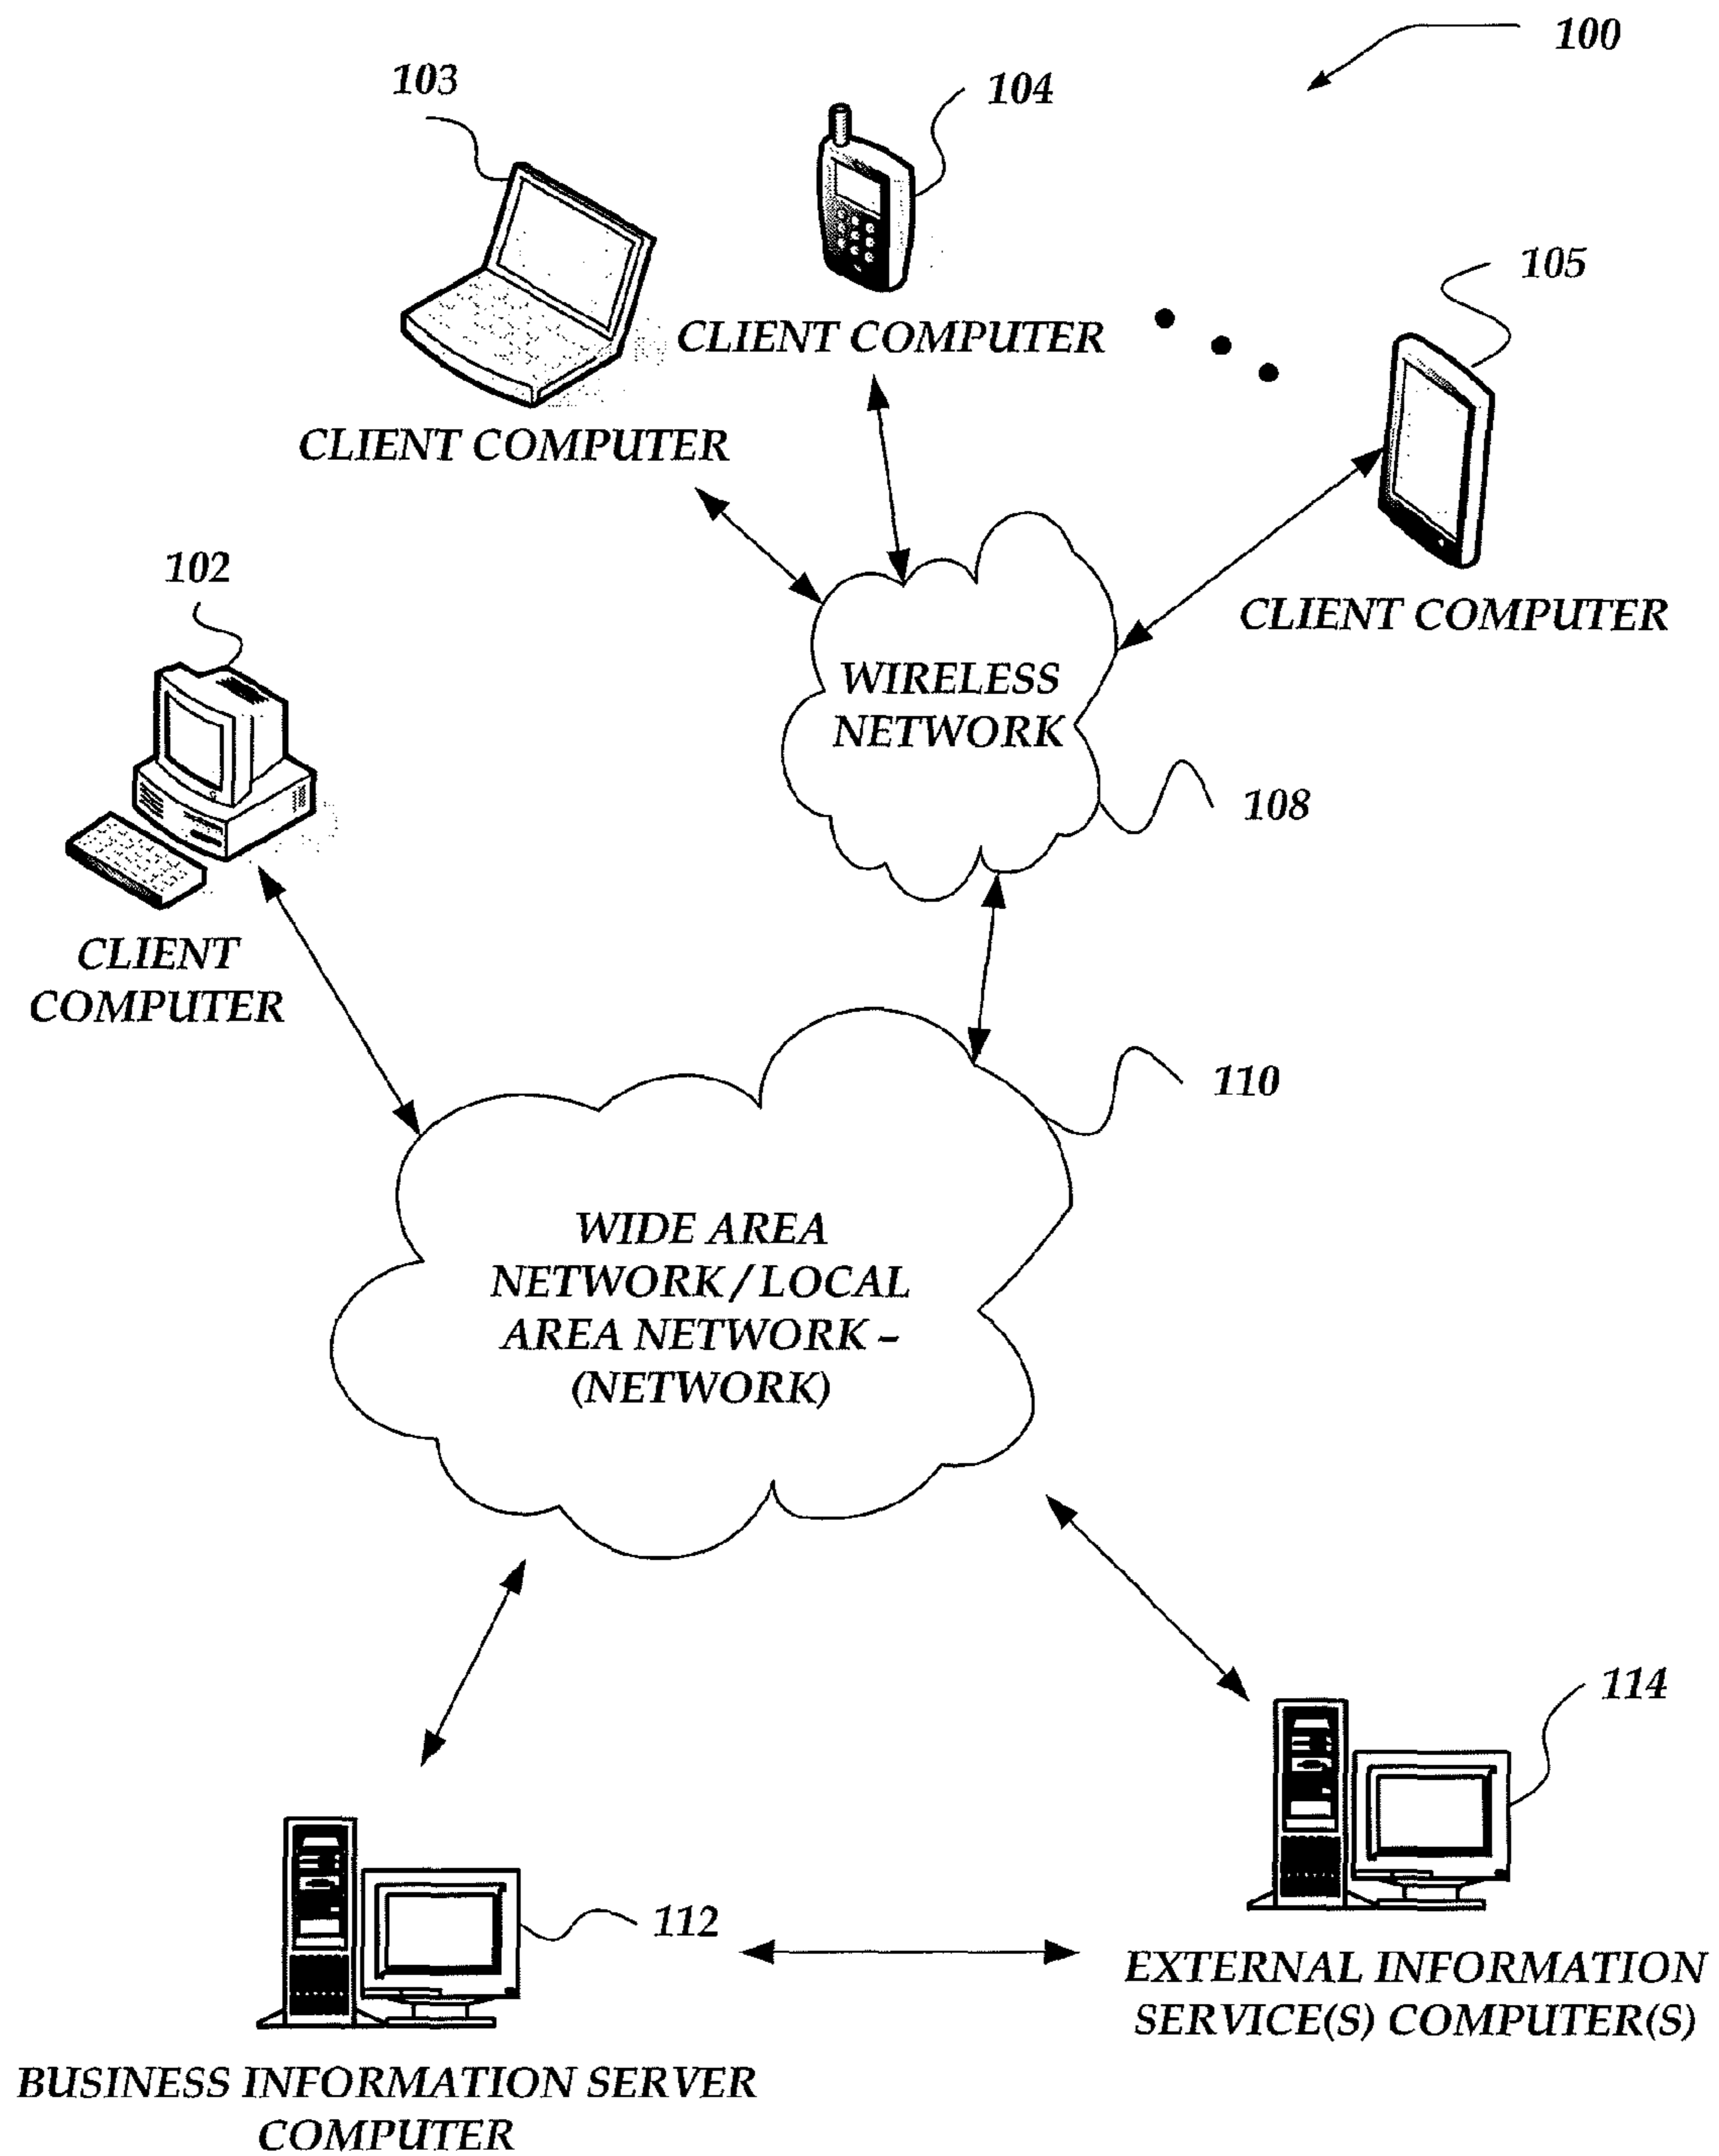 100
103
104
105
CLIENT COMPUTER
CLIENT COMPUTER
102
CLIENT COMPUTER
WIRELESS
NETWORK
108
CLIENT
COMPUTER
110
WIDE AREA
NETWORK / LOCAL
AREA NETWORK –
(NETWORK)
114
112
EXTERNAL INFORMATION
SERVICE(S) COMPUTER(S)
BUSINESS INFORMATION SERVER
COMPUTER